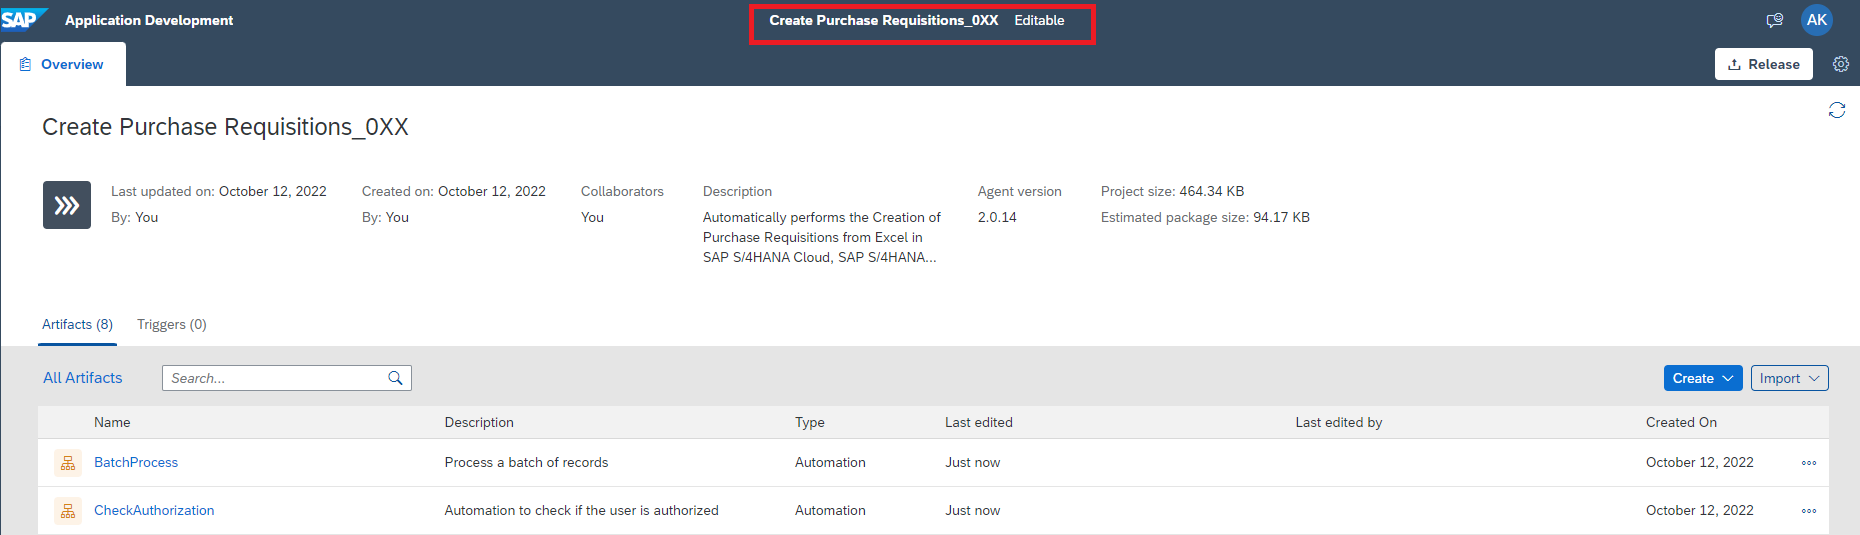 SAP Application Development Create Purchase Requisitions_0XX Editable AK
Overview Release
Create Purchase Requisitions_0XX
Last updated on: October 12, 2022 Created on: October 12, 2022 Collaborators Description Agent version Project size: 464.34 KB
By: You By: You You Automatically performs the Creation of 2.0.14 Estimated package size: 94.17 KB
Purchase Requisitions from Excel in
SAP S/4HANA Cloud, SAP S/4HANA...
Artifacts (8) Triggers (0)
All Artifacts Search... Create Import
Name Description Type Last edited Last edited by Created On
BatchProcess Process a batch of records Automation Just now October 12, 2022
CheckAuthorization Automation to check if the user is authorized Automation Just now October 12, 2022